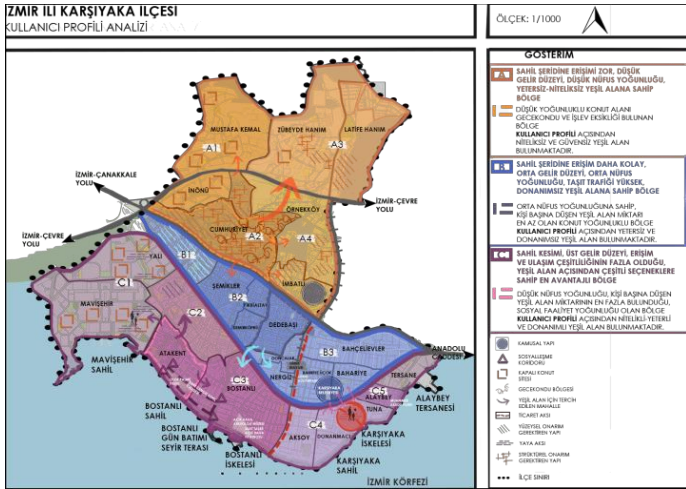 İZMİR İLİ KARŞIYAKA İLÇESİ
KULLANICI PROFİLİ ANALİZİ
ÖLÇEK: 1/1000
GÖSTERİM
A
SAHİL ŞERİDİNE ERİŞİMİ ZOR, DÜŞÜK
GELİR DÜZEYİ, DÜŞÜK NÜFUS YOĞUNLUĞU,
YETERSİZ-NİTELİKSİZ YEŞİL ALANA SAHİP
BÖLGE
DÜŞÜK YOĞUNLUKLU KONUT ALANI
GECEKONDU VE İŞLEV EKSİKLİĞİ BULUNAN
BÖLGE
KULLANICI PROFİLİ AÇISINDAN
NİTELİKSİZ VE GÜVENSİZ YEŞİL ALAN
BULUNMAKTADIR.
B
SAHİL ŞERİDİNE ERİŞİM DAHA KOLAY,
ORTA GELİR DÜZEYİ, ORTA NÜFUS
YOĞUNLUĞU, TAŞIT TRAFİĞİ YÜKSEK,
DONANIMSIZ YEŞİL ALANA SAHİP BÖLGE
ORTA NÜFUS YOĞUNLUĞUNA SAHİP,
KİŞİ BAŞINA DÜŞEN YEŞİL ALAN MİKTARI
EN AZ OLAN KONUT YOĞUNLUKLU BÖLGE
KULLANICI PROFİLİ AÇISINDAN YETERSİZ VE
DONANIMSIZ YEŞİL ALAN BULUNMAKTADIR.
C
SAHİL KESİMİ, ÜST GELİR DÜZEYİ, ERİŞİM
VE ULAŞIM ÇEŞİTLİLİĞİNİN FAZLA OLDUĞU,
YEŞİL ALAN AÇISINDAN ÇEŞİTLİ SEÇENEKLERE
SAHİP EN AVANTAJLI BÖLGE
DÜŞÜK NÜFUS YOĞUNLUĞU, KİŞİ BAŞINA DÜŞEN
YEŞİL ALAN MİKTARININ EN FAZLA BULUNDUĞU,
SOSYAL FAALİYET YOĞUNLUĞU OLAN BÖLGE
KULLANICI PROFİLİ AÇISINDAN NİTELİKLİ-YETERLİ
VE DONANIMLI YEŞİL ALAN BULUNMAKTADIR.
KAMUSAL YAPI
SOSYALLEŞME
KORİDORU
KAPALI KONUT
SİTESİ
GECEKONDU BÖLGESİ
YEŞİL ALAN İÇİN TERCİH
EDİLEN MAHALLE
TİCARET AKSI
YÜZEYSEL ONARIM
GEREKTİREN YAPI
YAYA AKSI
STRÜKTÜREL ONARIM
GEREKTİREN YAPI
İLÇE SINIRI
MUSTAFA KEMAL
ZÜBEYDE HANIM
LATİFE HANIM
A1
A3
İZMİR-ÇANAKKALE
YOLU
İNÖNÜ
ÖRNEKKÖY
İZMİR-ÇEVRE
YOLU
CUMHURİYET
A2
A4
İZMİR-ÇEVRE
YOLU
YALI
B1
İMBATLI
C1
ŞEMİKLER
B2
MAVİŞEHİR
C2
DEDEBAŞI
B3
BAHÇELİEVLER
ANADOLU
CADDESİ
MAVİŞEHİR
SAHİL
ATAKENT
C3
BOSTANLI
NERGİZ
BAHARİYE
TERSANE
C5
ALAYBEY
TUNA
ALAYBEY
TERSANESİ
BOSTANLI
SAHİL
BOSTANLI
GÜN BATIMI
SEYİR TERASI
C4
AKSOY
DONANMACI
KARŞIYAKA
İSKELESİ
BOSTANLI
İSKELESİ
KARŞIYAKA
SAHİL
İZMİR KÖRFEZİ